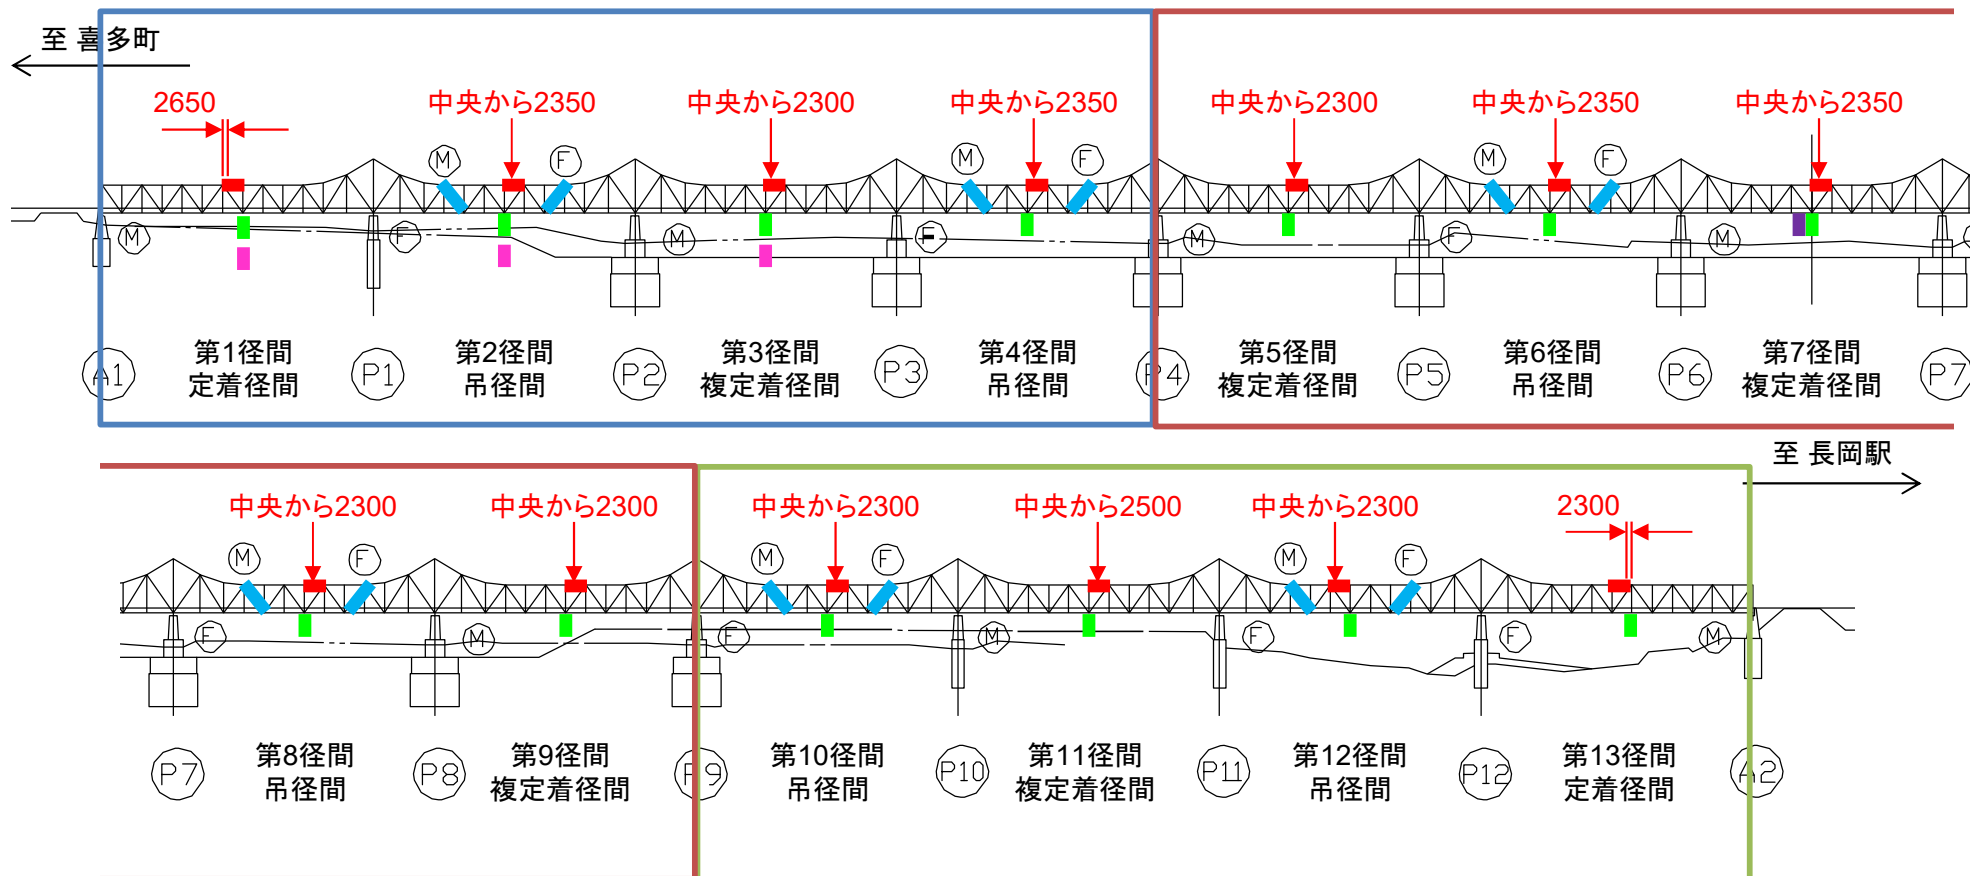 至 喜多町
2650
中央から2350
中央から2300
中央から2350
中央から2300
中央から2350
中央から2350
M
F
M
F
M
F
M
F
M
F
M
F
M
A1
第1径間
定着径間
P1
第2径間
吊径間
P2
第3径間
複定着径間
P3
第4径間
吊径間
P4
第5径間
複定着径間
P5
第6径間
吊径間
P6
第7径間
複定着径間
P7
至 長岡駅
中央から2300
中央から2300
中央から2300
中央から2500
中央から2300
2300
M
F
M
F
M
F
F
M
F
M
F
F
M
P7
第8径間
吊径間
P8
第9径間
複定着径間
P9
第10径間
吊径間
P10
第11径間
複定着径間
P11
第12径間
吊径間
P12
第13径間
定着径間
A2